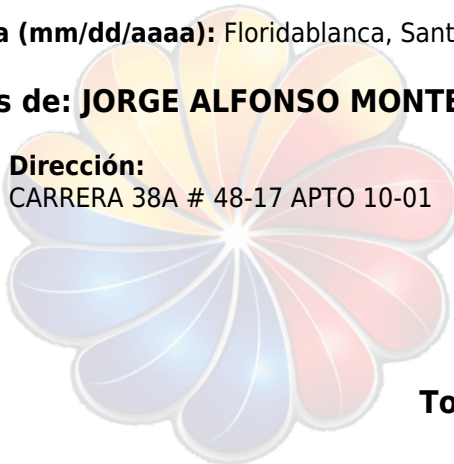 a (mm/dd/aaaa): Floridablanca, Sant
s de: JORGE ALFONSO MONTE
Dirección:
CARRERA 38A # 48-17 APTO 10-01
To